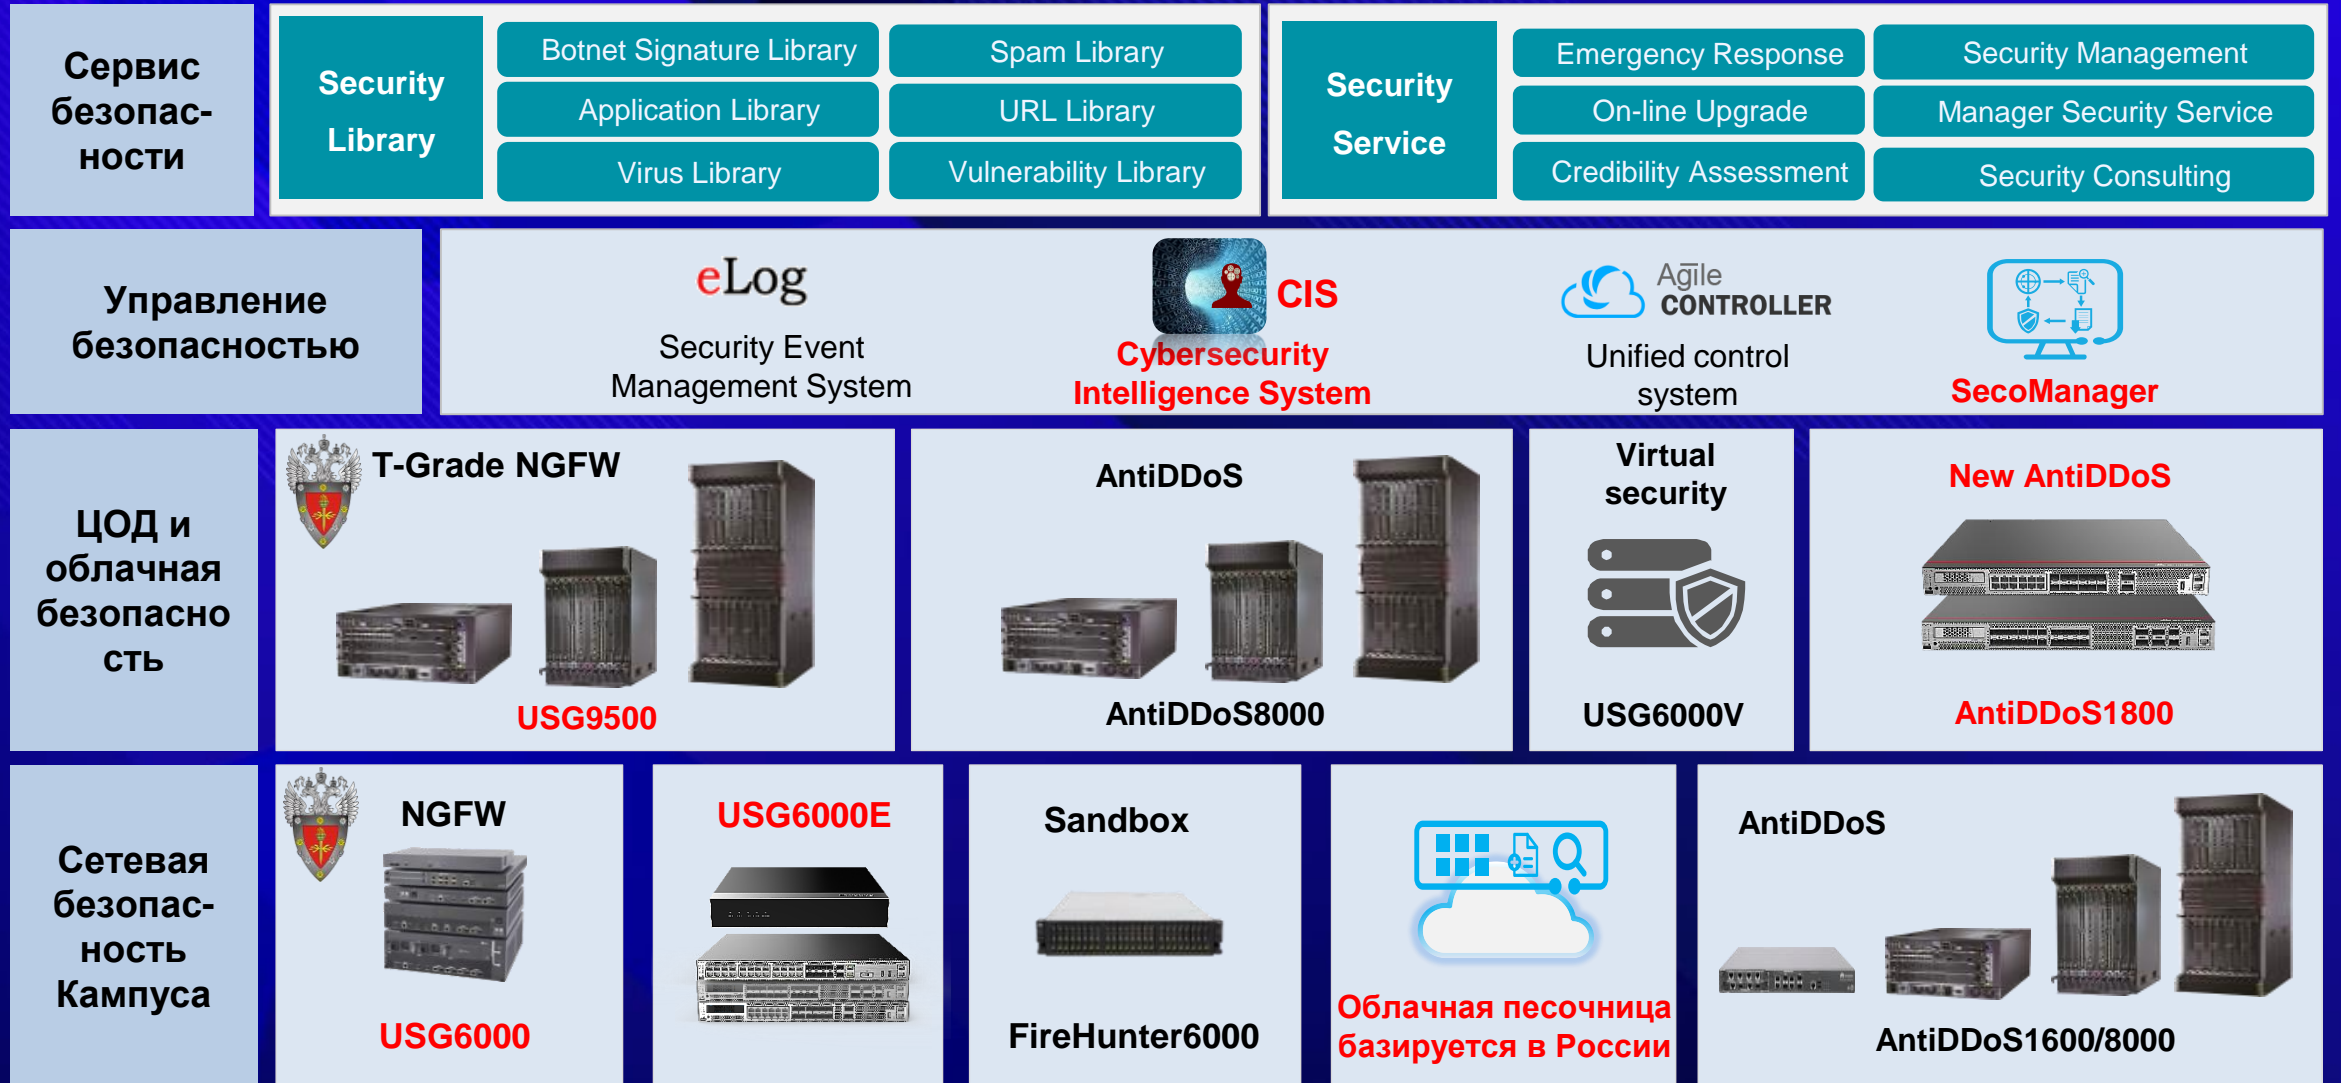 Сервис
безопас-
ности
Security
Library
Botnet Signature Library
Spam Library
Application Library
URL Library
Virus Library
Vulnerability Library
Security
Service
Emergency Response
Security Management
On-line Upgrade
Manager Security Service
Credibility Assessment
Security Consulting
Управление
безопасностью
eLog
Security Event
Management System
CIS
Cybersecurity
Intelligence System
Agile
CONTROLLER
Unified control
system
SecoManager
ЦОД и
облачная
безопасно
сть
T-Grade NGFW
USG9500
AntiDDoS
AntiDDoS8000
Virtual
security
USG6000V
New AntiDDoS
AntiDDoS1800
Сетевая
безопас-
ность
Кампуса
NGFW
USG6000
USG6000E
Sandbox
FireHunter6000
Облачная песочница
базируется в России
AntiDDoS
AntiDDoS1600/8000